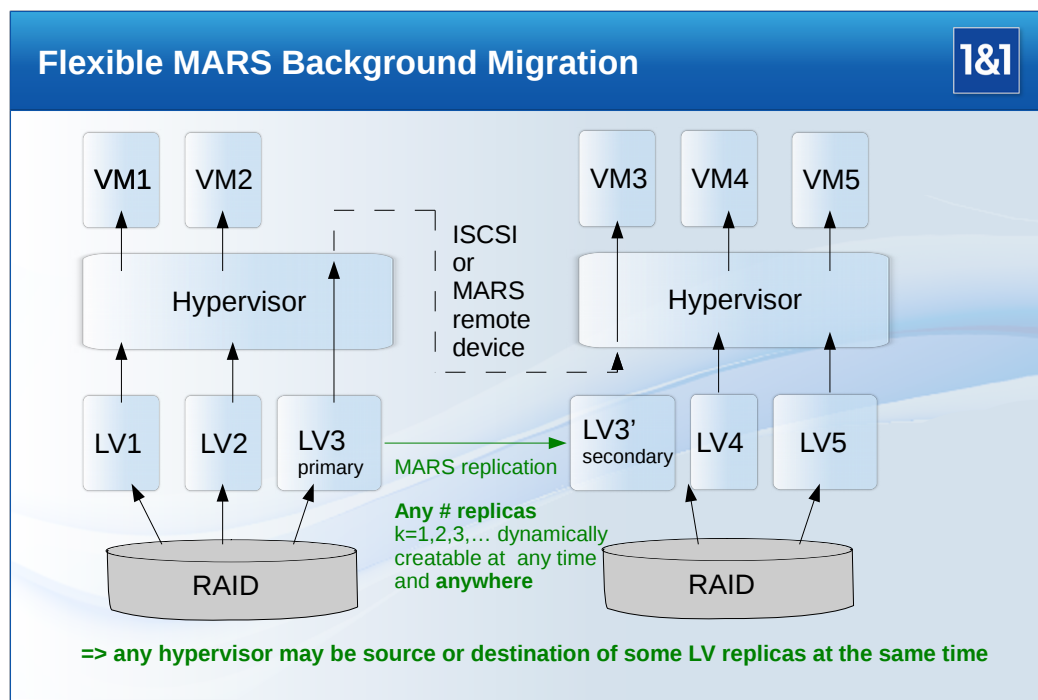 Flexible MARS Background Migration
1&1
VM1
VM2
VM3
VM4
VM5
ISCSI
or
MARS
remote
device
Hypervisor
Hypervisor
LV1
LV2
LV3
primary
LV3’
secondary
LV4
LV5
MARS replication
Any # replicas
k=1,2,3,… dynamically
creatable at any time
and anywhere
RAID
RAID
=> any hypervisor may be source or destination of some LV replicas at the same time